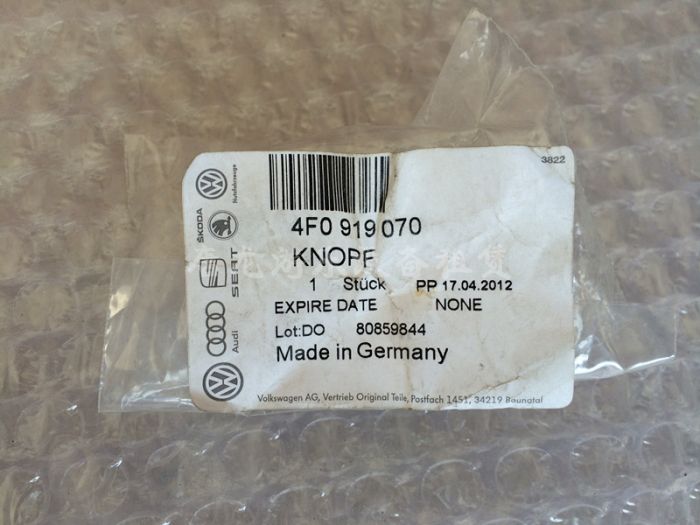 3822
4F0 919 070
KNOPF
1 Stück PP 17.04.2012
EXPIRE DATE NONE
Lot:DO 80859844
Made in Germany
Nutzfahrzeuge
ŠKODA
SEAT
Audi
Volkswagen AG, Vertrieb Original Teile, Postfach 1451, 34219 Baunatal